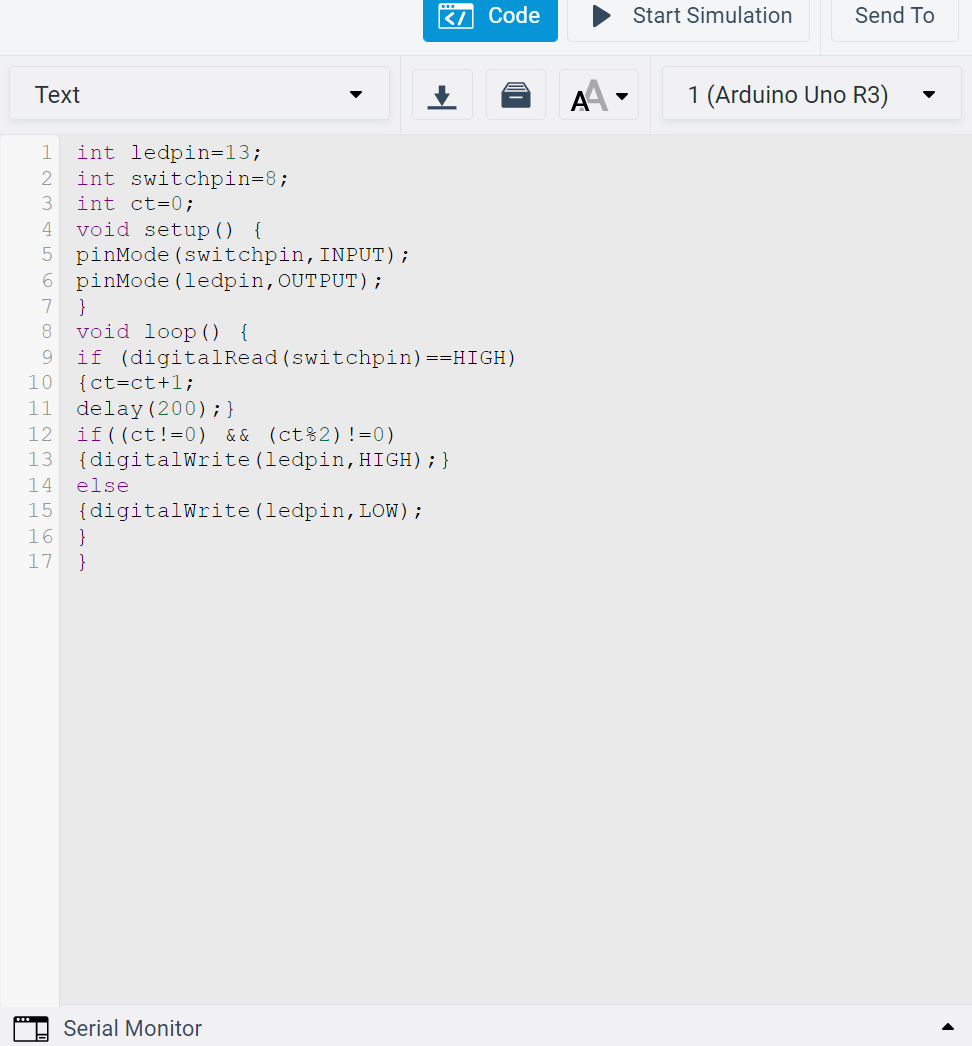 Code Start Simulation Send To
Text 1 (Arduino Uno R3)
1 int ledpin=13;
2 int switchpin=8;
3 int ct=0;
4 void setup() {
5 pinMode(switchpin,INPUT);
6 pinMode(ledpin,OUTPUT);
7 }
8 void loop() {
9 if (digitalRead(switchpin)==HIGH)
10 {ct=ct+1;
11 delay(200);}
12 if((ct!=0) && (ct%2)!=0)
13 {digitalWrite(ledpin,HIGH);}
14 else
15 {digitalWrite(ledpin,LOW);
16 }
17 }
Serial Monitor